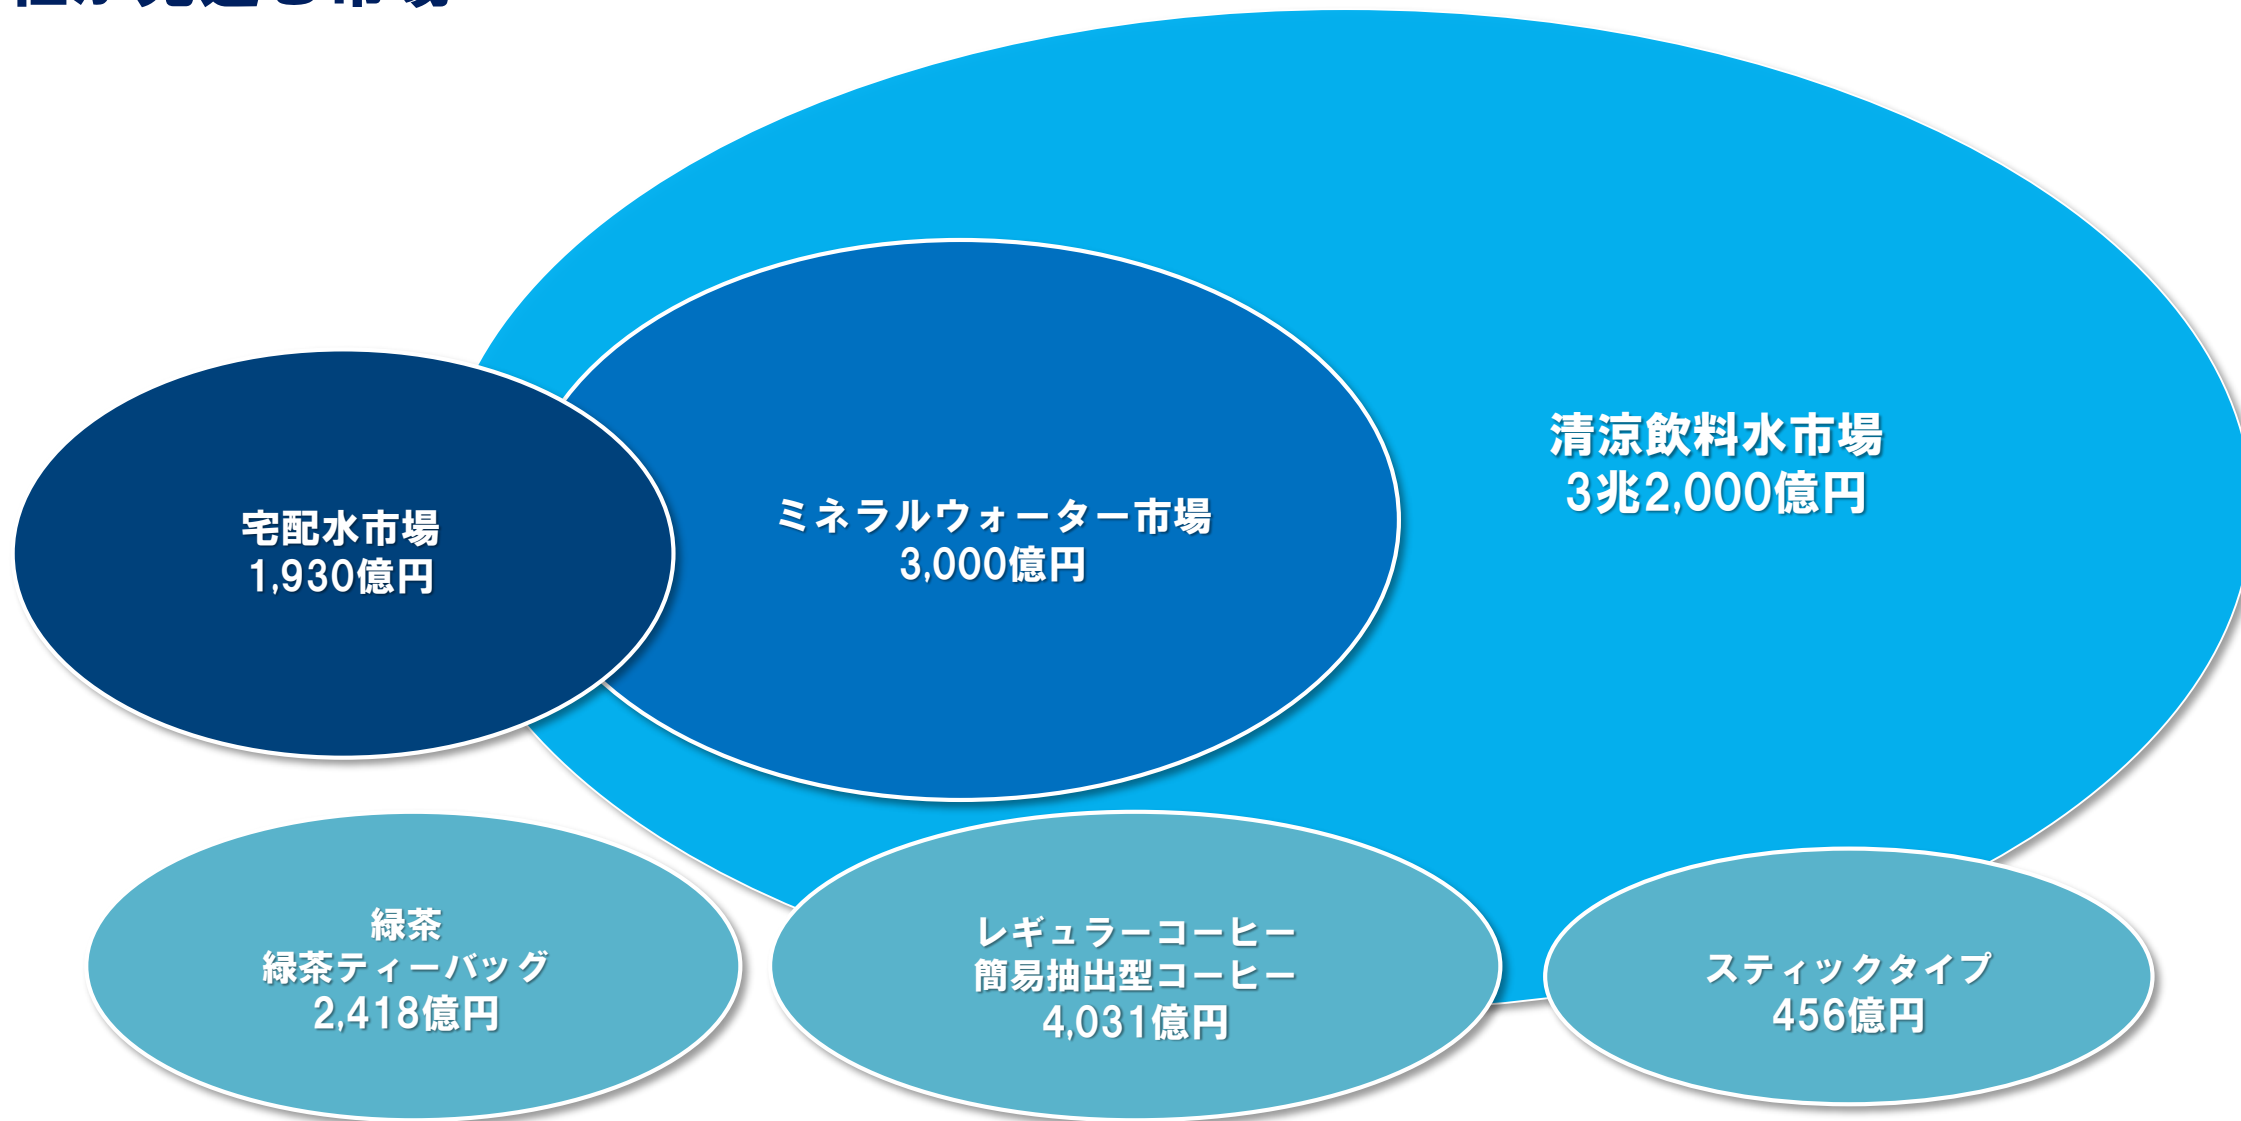 清涼飲料水市場
3兆2,000億円
宅配水市場
1,930億円
ミネラルウォーター市場
3,000億円
緑茶
緑茶ティーバッグ
2,418億円
レギュラーコーヒー
簡易抽出型コーヒー
4,031億円
スティックタイプ
456億円